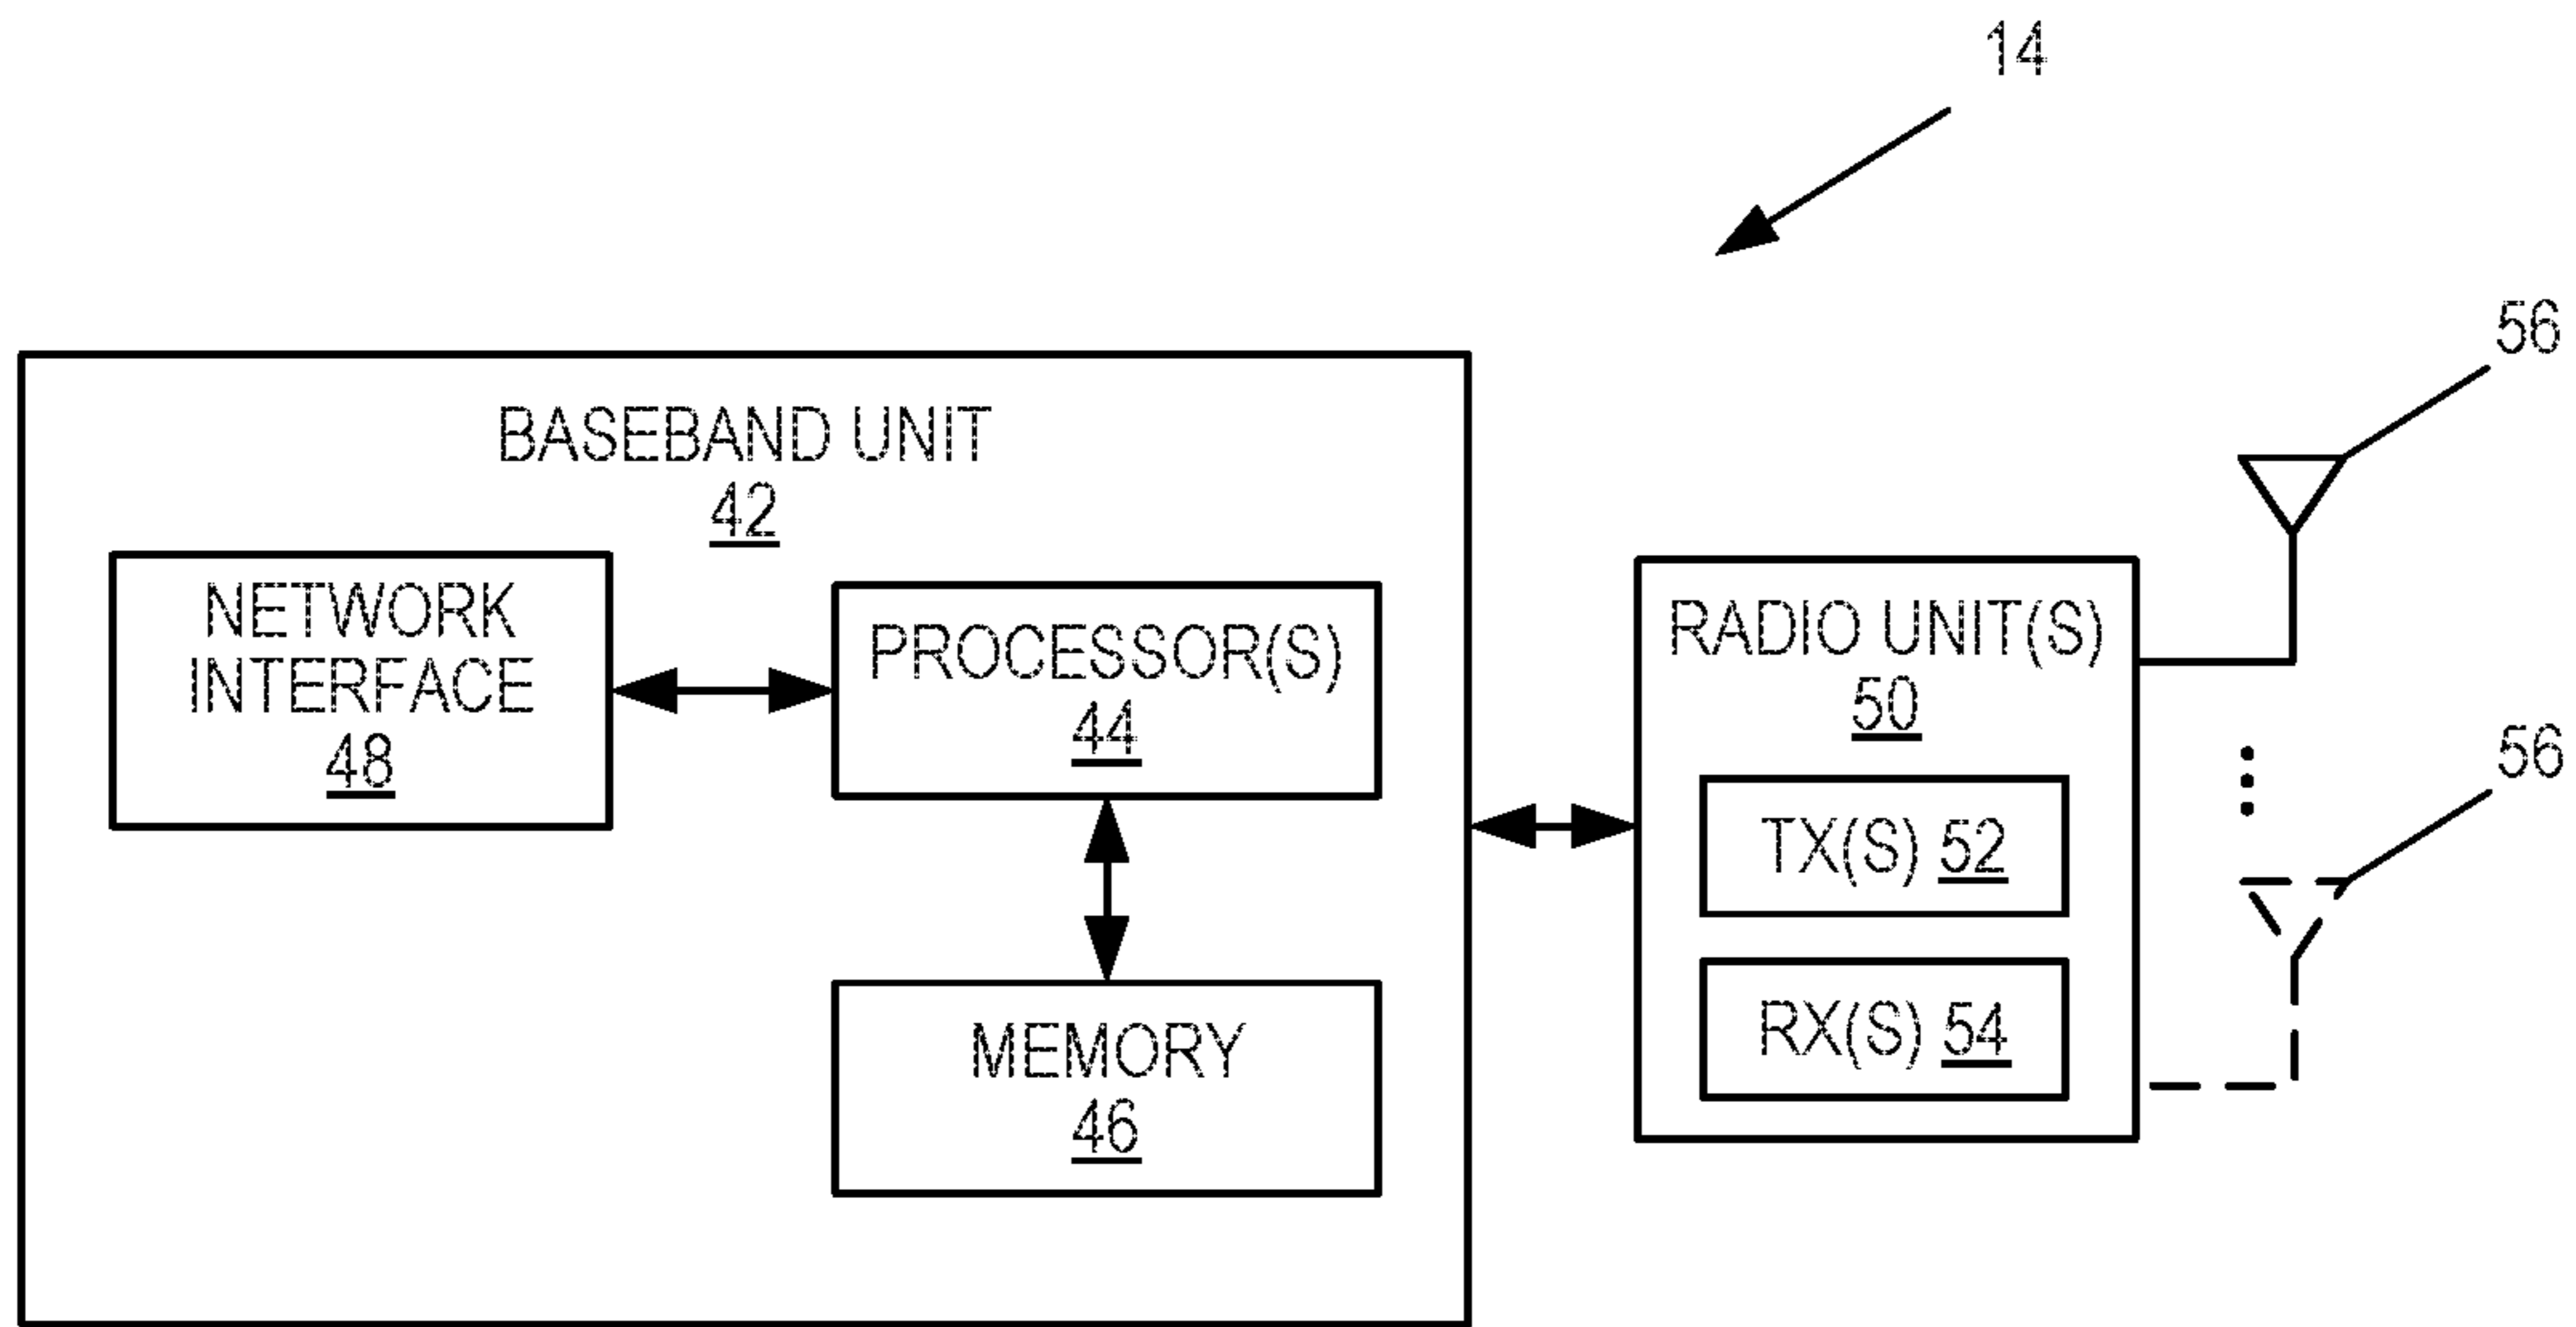 14
56
BASEBAND UNIT
42
NETWORK
INTERFACE
48
PROCESSOR(S)
44
MEMORY
46
RADIO UNIT(S)
50
TX(S) 52
RX(S) 54
56